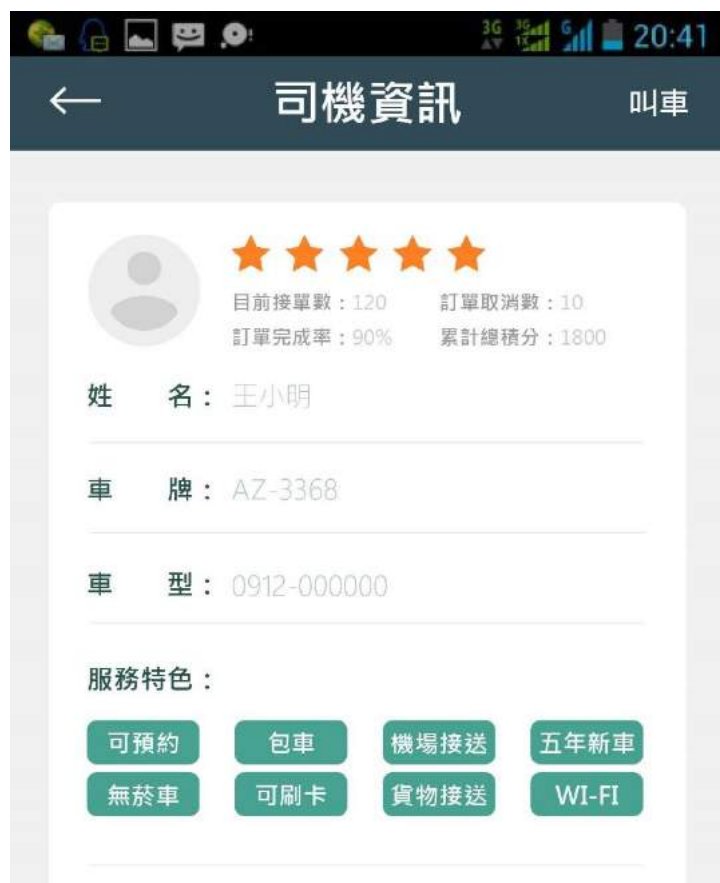 3G 3G 1X G 20:41
司機資訊 叫車
目前接單數：120 訂單取消數：10
訂單完成率：90% 累計總積分：1800
姓 名：王小明
車 牌：AZ-3368
車 型：0912-000000
服務特色：
可預約 包車 機場接送 五年新車
無菸車 可刷卡 貨物接送 WI-FI